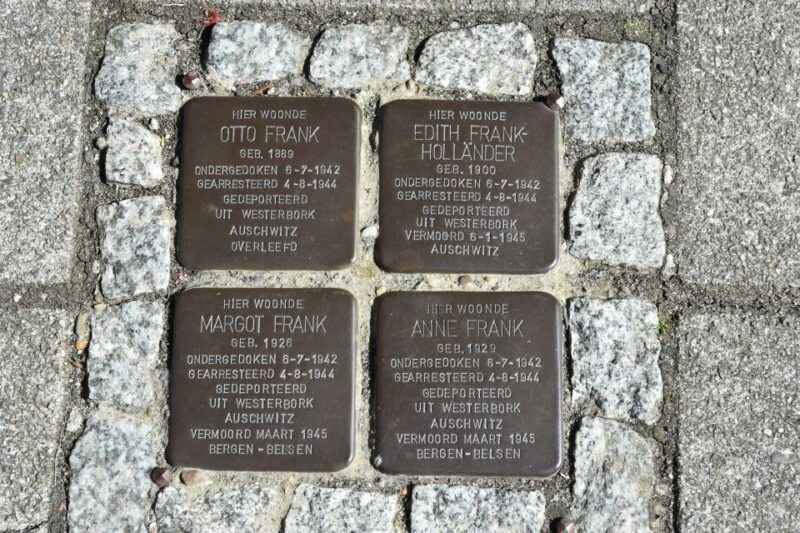 HIER WOONDE
OTTO FRANK
GEB. 1889
ONDERGEDOKEN 6-7-1942
GEARRESTEERD 4-8-1944
GEDEPORTEERD
UIT WESTERBORK
AUSCHWITZ
OVERLEEFD
HIER WOONDE
EDITH FRANK-
HOLLÄNDER
GEB. 1900
ONDERGEDOKEN 6-7-1942
GEARRESTEERD 4-8-1944
GEDEPORTEERD
UIT WESTERBORK
VERMOORD 6-1-1945
AUSCHWITZ
HIER WOONDE
MARGOT FRANK
GEB. 1926
ONDERGEDOKEN 6-7-1942
GEARRESTEERD 4-8-1944
GEDEPORTEERD
UIT WESTERBORK
AUSCHWITZ
VERMOORD MAART 1945
BERGEN-BELSEN
HIER WOONDE
ANNE FRANK
GEB. 1929
ONDERGEDOKEN 6-7-1942
GEARRESTEERD 4-8-1944
GEDEPORTEERD
UIT WESTERBORK
AUSCHWITZ
VERMOORD MAART 1945
BERGEN-BELSEN